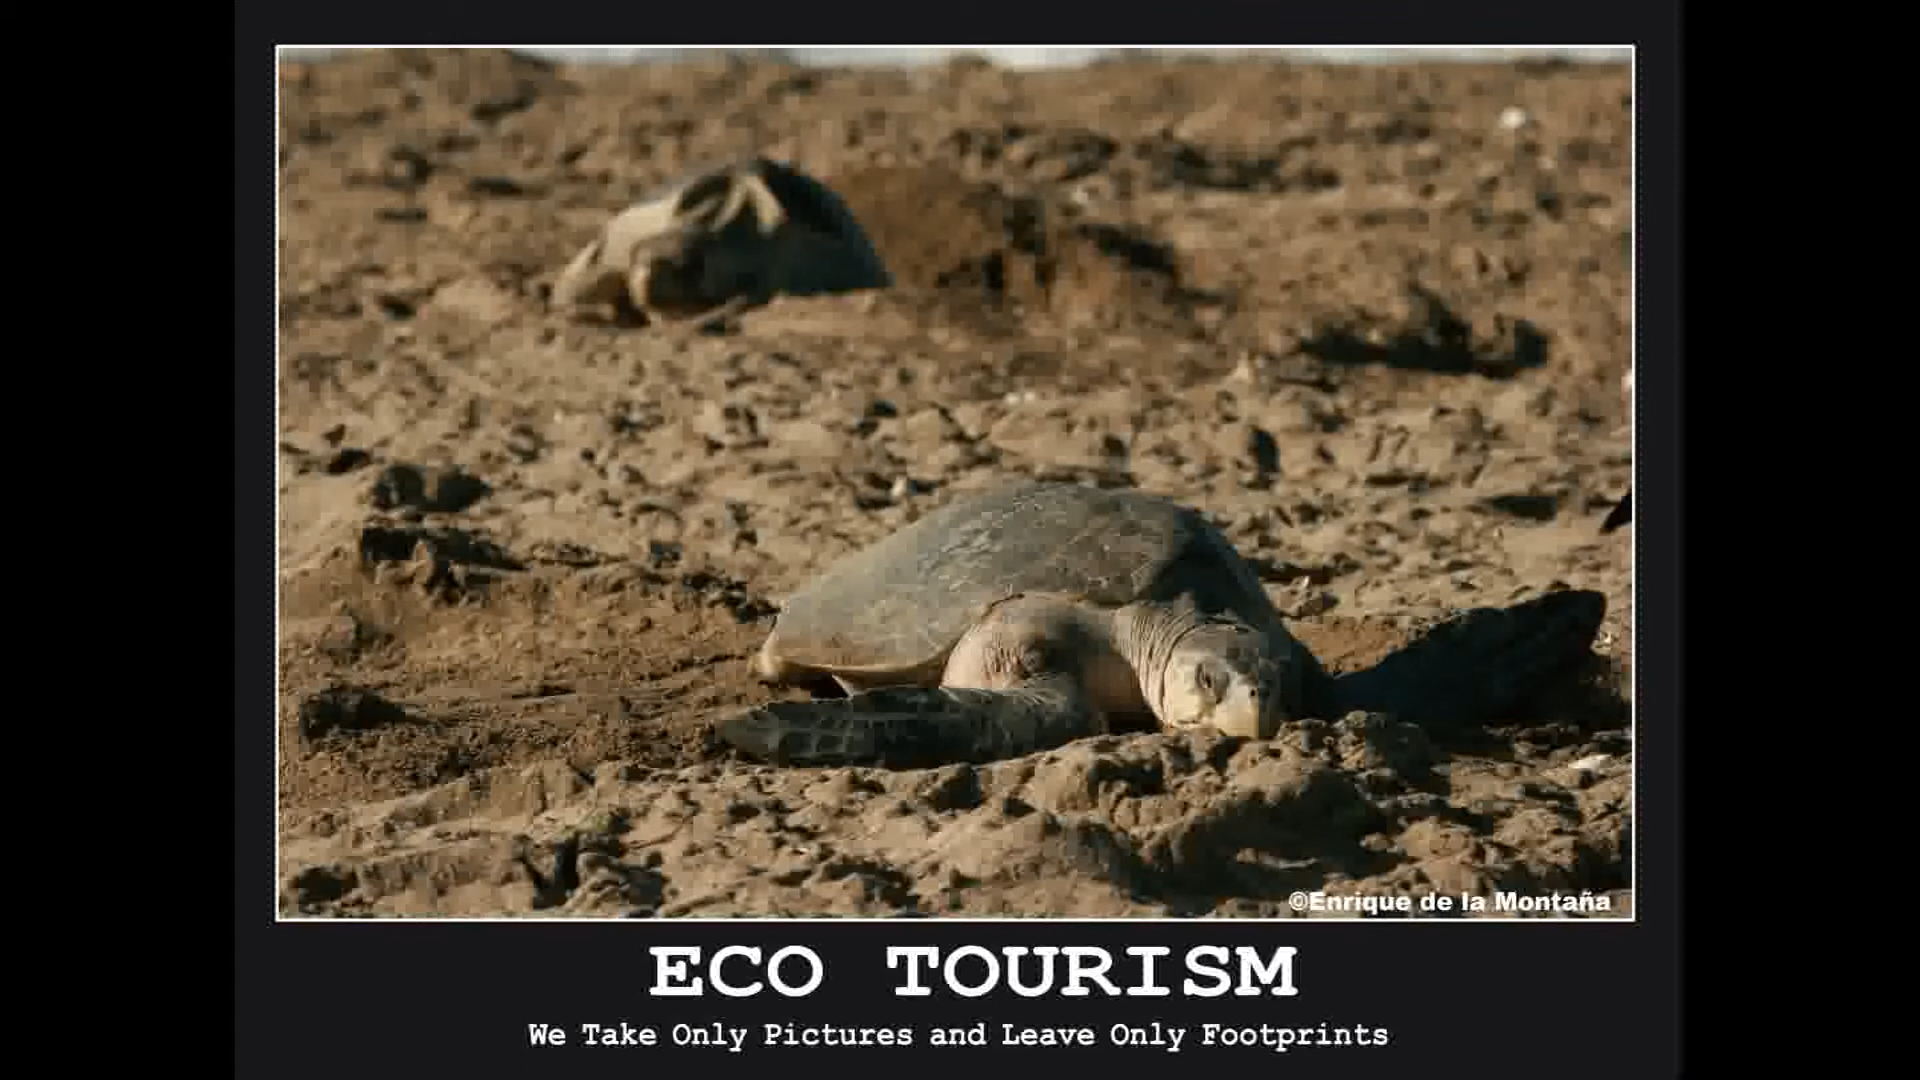 ©Enrique de la Montaña
ECO TOURISM
We Take Only Pictures and Leave Only Footprints